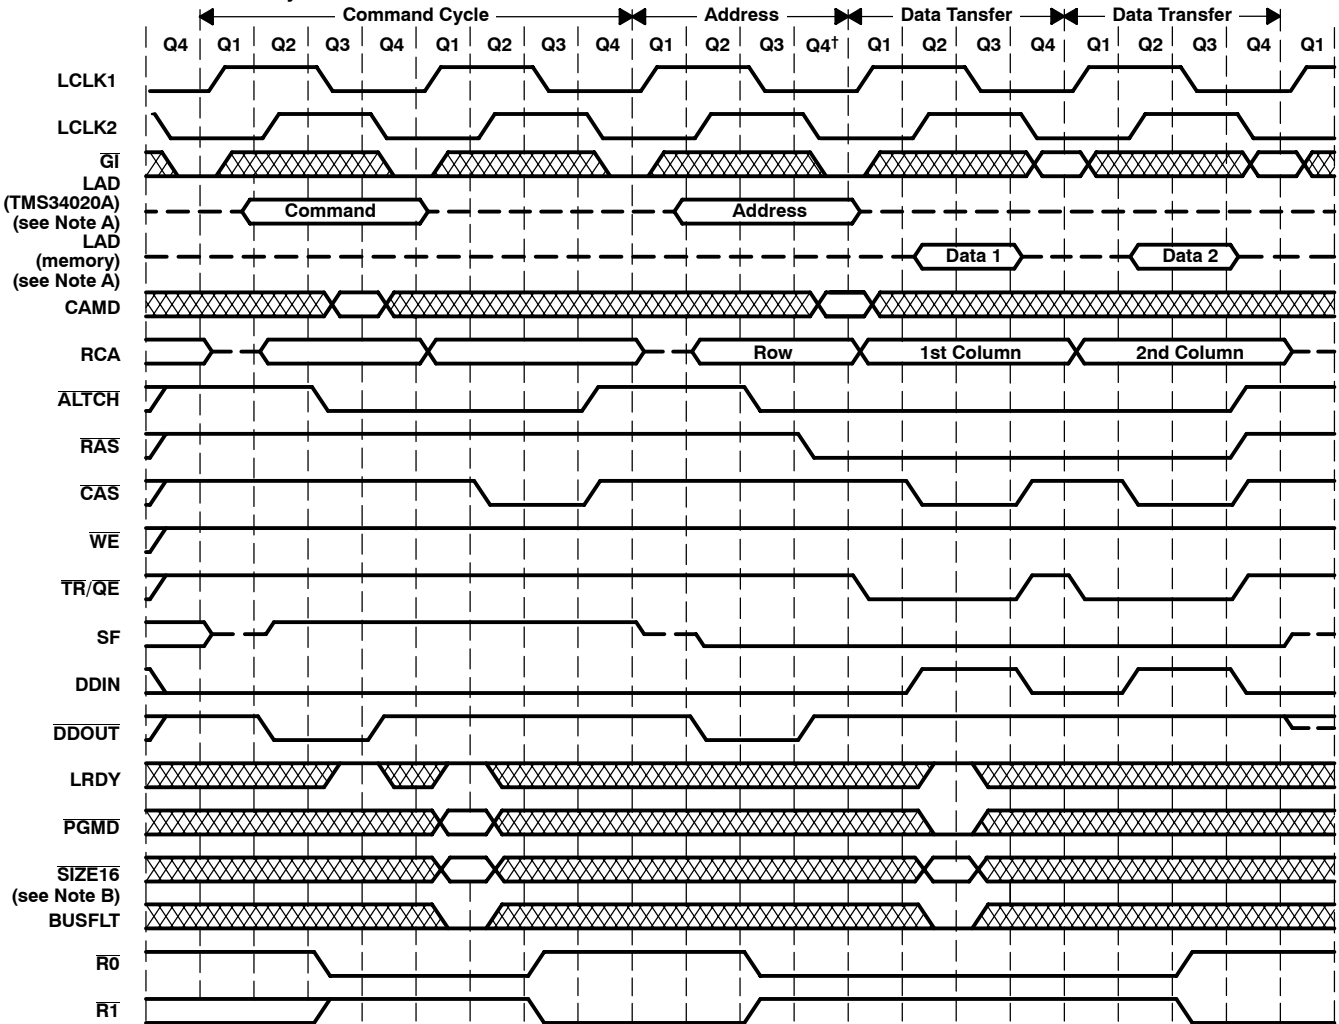 Command Cycle Address Data Tansfer Data Transfer
Q4 Q1 Q2 Q3 Q4 Q1 Q2 Q3 Q4 Q1 Q2 Q3 Q4† Q1 Q2 Q3 Q4 Q1 Q2 Q3 Q4 Q1
LCLK1
LCLK2
GI
LAD
(TMS34020A)
(see Note A)
Command Address
LAD
(memory)
(see Note A)
Data 1 Data 2
CAMD
RCA Row 1st Column 2nd Column
ALTCH
RAS
CAS
WE
TR/QE
SF
DDIN
DDOUT
LRDY
PGMD
SIZE16
(see Note B)
BUSFLT
R0
R1